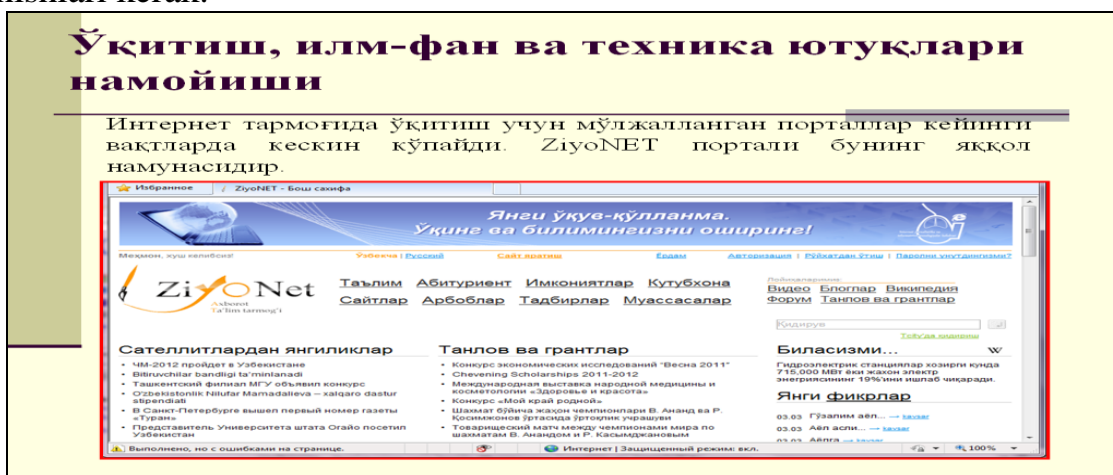 Ўқитиш, илм-фан ва техника ютуқлари
намойиши
Интернет тармоғида ўқитиш учун мўлжалланган порталлар кейинги
вақтларда кескин кўпайди. ZiyoNET портали бунинг яққол
намунасидир.
Избранное ZiyoNET - Бош сахифа
Янги ўқув-қўлланма.
Ўқинг ва билимингизни оширинг!
Меҳмон, хуш келибсиз! Ўзбекча | Русский Сайт яратиш Ёрдам Авторизация | Рўйхатдан ўтиш | Паролни унутдингизми?
ZiyoNet
Axborot
Ta'lim tarmog'i
Таълим Абитуриент Имкониятлар Кутубхона
Сайтлар Арбоблар Тадбирлар Муассасалар
Лойиҳаларимиз:
Видео Блоглар Википедия
Форум Танлов ва грантлар
Қидирув
Сателлитлардан янгиликлар
• ЧМ-2012 пройдет в Узбекистане
• Bitiruvchilar bandligi ta'minlanadi
• Ташкентский филиал МГУ объявил конкурс
• O'zbekistonlik Nilufar Mamadalieva – xalqaro dastur
stipendiati
• В Санкт-Петербурге вышел первый номер газеты
«Туран»
• Представитель Университета штата Огайо посетил
Узбекистан
Танлов ва грантлар
• Конкурс экономических исследований "Весна 2011"
• Chevening Scholarships 2011-2012
• Международная выставка народной медицины и
косметологии «Здоровье и красота»
• Конкурс «Мой край родной»
• Шахмат бўйича жаҳон чемпионлари В. Ананд ва Р.
Қосимжонов ўртасида ўртоқлик учрашуви
• Товарищеский матч между чемпионами мира по
шахматам В. Анандом и Р. Касымджановым
Биласизми... W
Гидроэлектрик станциялар хозирги кунда
715,000 МВт ёки жахон электр
энергиясининг 19%'ини ишлаб чиқаради.
Янги фикрлар
03.03 Гўзалим аёл... → kavsar
03.03 Аёл асли... → kavsar
03.03 Аёлга → kavsar
Выполнено, но с ошибками на странице. Интернет | Защищенный режим: вкл. 100%